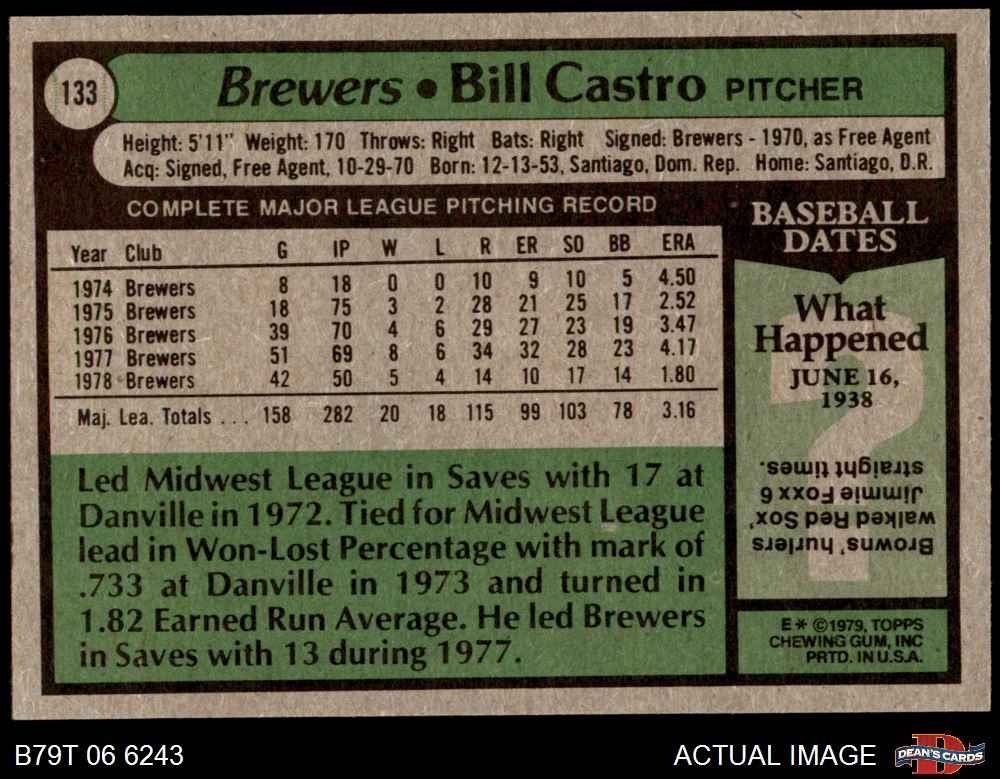 133
Brewers • Bill Castro PITCHER
Height: 5'11" Weight: 170 Throws: Right Bats: Right Signed: Brewers - 1970, as Free Agent
Acq: Signed, Free Agent, 10-29-70 Born: 12-13-53, Santiago, Dom. Rep. Home: Santiago, D.R.
COMPLETE MAJOR LEAGUE PITCHING RECORD
Year Club G IP W L R ER SO BB ERA
1974 Brewers 8 18 0 0 10 9 10 5 4.50
1975 Brewers 18 75 3 2 28 21 25 17 2.52
1976 Brewers 39 70 4 6 29 27 23 19 3.47
1977 Brewers 51 69 8 6 34 32 28 23 4.17
1978 Brewers 42 50 5 4 14 10 17 14 1.80
Maj. Lea. Totals . . . 158 282 20 18 115 99 103 78 3.16
Led Midwest League in Saves with 17 at
Danville in 1972. Tied for Midwest League
lead in Won-Lost Percentage with mark of
.733 at Danville in 1973 and turned in
1.82 Earned Run Average. He led Brewers
in Saves with 13 during 1977.
BASEBALL
DATES
What
Happened
JUNE 16,
1938
Browns' hurlers
walked Red Sox'
Jimmie Foxx 6
straight times.
E* ©1979, TOPPS
CHEWING GUM, INC
PRTD. IN U.S.A.
B79T 06 6243
ACTUAL IMAGE
DEAN'S CARDS